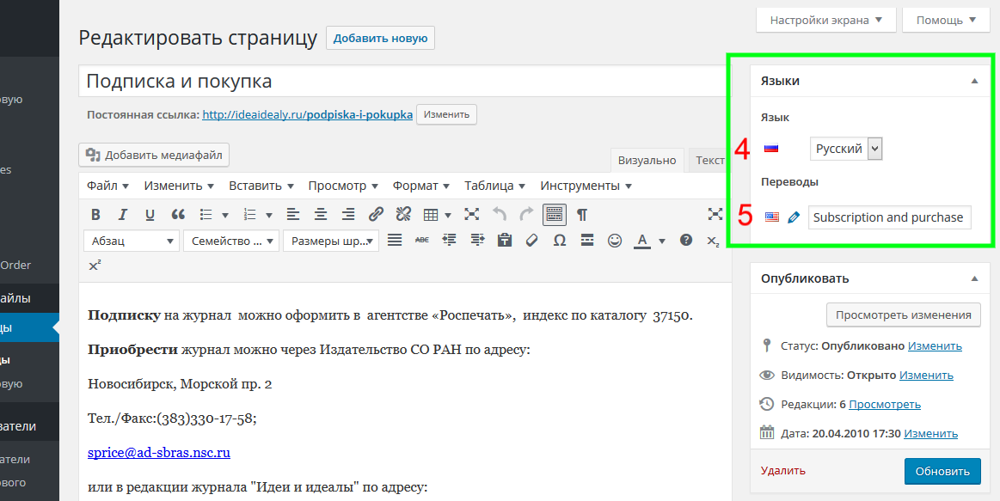 Настройки экрана
Помощь
Редактировать страницу Добавить новую
Подписка и покупка
Постоянная ссылка: http://ideaidealy.ru/podpiska-i-pokupka Изменить
Добавить медиафайл
Визуально Текст
Файл Изменить Вставить Просмотр Формат Таблица Инструменты
B I U
Абзац Семейство ... Размеры шр... ABC Ω A x₂
x²
Подписку на журнал можно оформить в агентстве «Роспечать», индекс по каталогу 37150.
Приобрести журнал можно через Издательство СО РАН по адресу:
Новосибирск, Морской пр. 2
Тел./Факс:(383)330-17-58;
sprice@ad-sbras.nsc.ru
или в редакции журнала "Идеи и идеалы" по адресу:
Языки
Язык
4 Русский
Переводы
5 Subscription and purchase
Опубликовать
Просмотреть изменения
Статус: Опубликовано Изменить
Видимость: Открыто Изменить
Редакции: 6 Просмотреть
Дата: 20.04.2010 17:30 Изменить
Удалить Обновить
овую
es
Order
айлы
цы
цы
овую
ватели
атели
ового